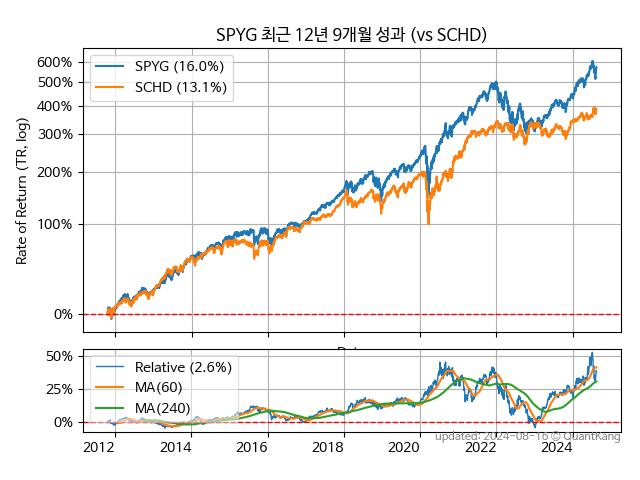 SPYG 최근 12년 9개월 성과 (vs SCHD)
Rate of Return (TR, log)
600%
500%
400%
300%
200%
100%
0%
SPYG (16.0%)
SCHD (13.1%)
50%
25%
0%
Relative (2.6%)
MA(60)
MA(240)
2012 2014 2016 2018 2020 2022 2024
updated: 2024-08-16 © QuantKang